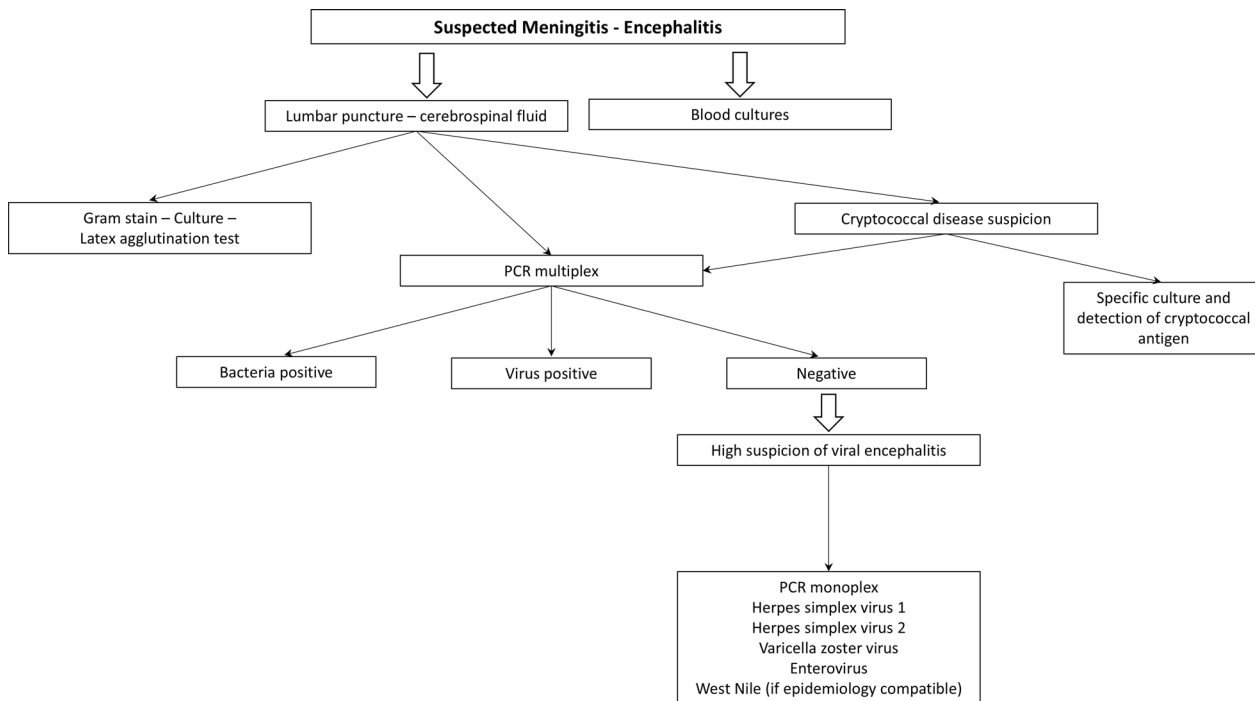 Suspected Meningitis - Encephalitis
Lumbar puncture – cerebrospinal fluid
Blood cultures
Gram stain – Culture –
Latex agglutination test
Cryptococcal disease suspicion
PCR multiplex
Specific culture and
detection of cryptococcal
antigen
Bacteria positive
Virus positive
Negative
High suspicion of viral encephalitis
PCR monoplex
Herpes simplex virus 1
Herpes simplex virus 2
Varicella zoster virus
Enterovirus
West Nile (if epidemiology compatible)